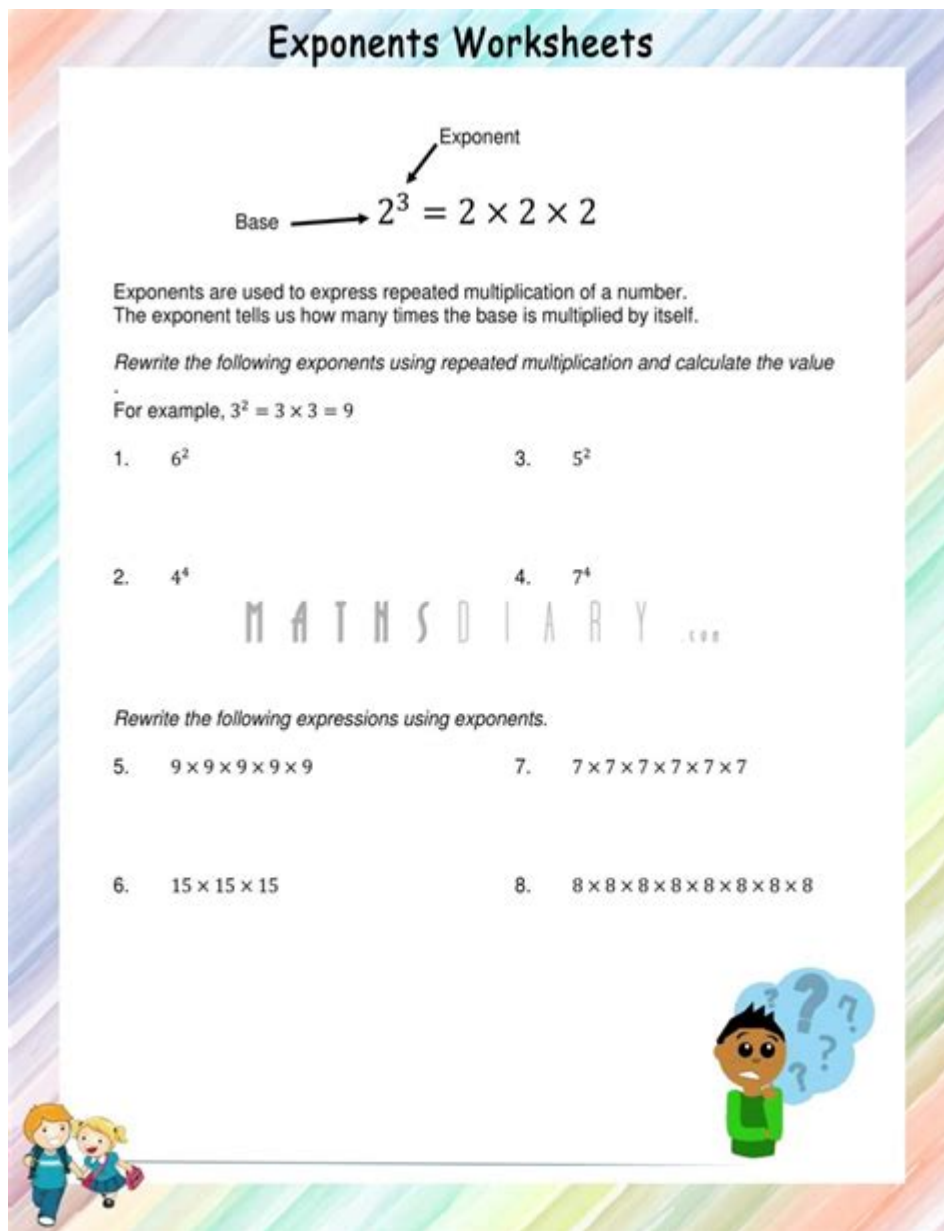 Exponents Worksheets
Exponent
Base 2³ = 2 × 2 × 2
Exponents are used to express repeated multiplication of a number.
The exponent tells us how many times the base is multiplied by itself.
Rewrite the following exponents using repeated multiplication and calculate the value
.
For example, 3² = 3 × 3 = 9
1. 6² 3. 5²
2. 4⁴ 4. 7⁴
MATHSDIARY.com
Rewrite the following expressions using exponents.
5. 9 × 9 × 9 × 9 × 9 7. 7 × 7 × 7 × 7 × 7 × 7
6. 15 × 15 × 15 8. 8 × 8 × 8 × 8 × 8 × 8 × 8 × 8
? ? ? ? ?